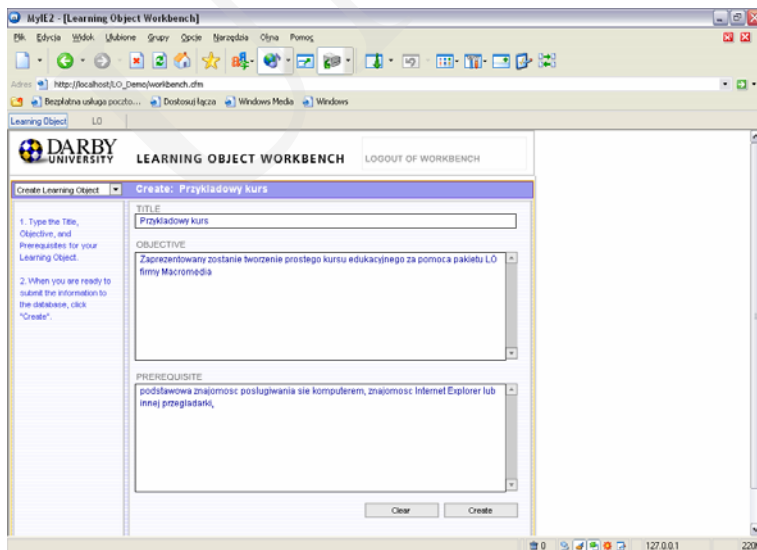 MyIE2 - [Learning Object Workbench]
Plik Edycja Widok Ulubione Grupy Opcje Narzędzia Okna Pomoc
Adres http://localhost/LO_Demo/workbench.cfm
Bezpłatna usługa poczto... Dostosuj łącza Windows Media Windows
Learning Object LO
DARBY
UNIVERSITY
LEARNING OBJECT WORKBENCH LOGOUT OF WORKBENCH
Create Learning Object Create: Przykladowy kurs
1. Type the Title,
Objective, and
Prerequisites for your
Learning Object.
2. When you are ready to
submit the information to
the database, click
"Create".
TITLE
Przykladowy kurs
OBJECTIVE
Zaprezentowany zostanie tworzenie prostego kursu edukacyjnego za pomoca pakietu LO
firmy Macromedia
PREREQUISITE
podstawowa znajomosc poslugiwania sie komputerem, znajomosc Internet Explorer lub
innej przegladarki,
Clear Create
0 127.0.0.1